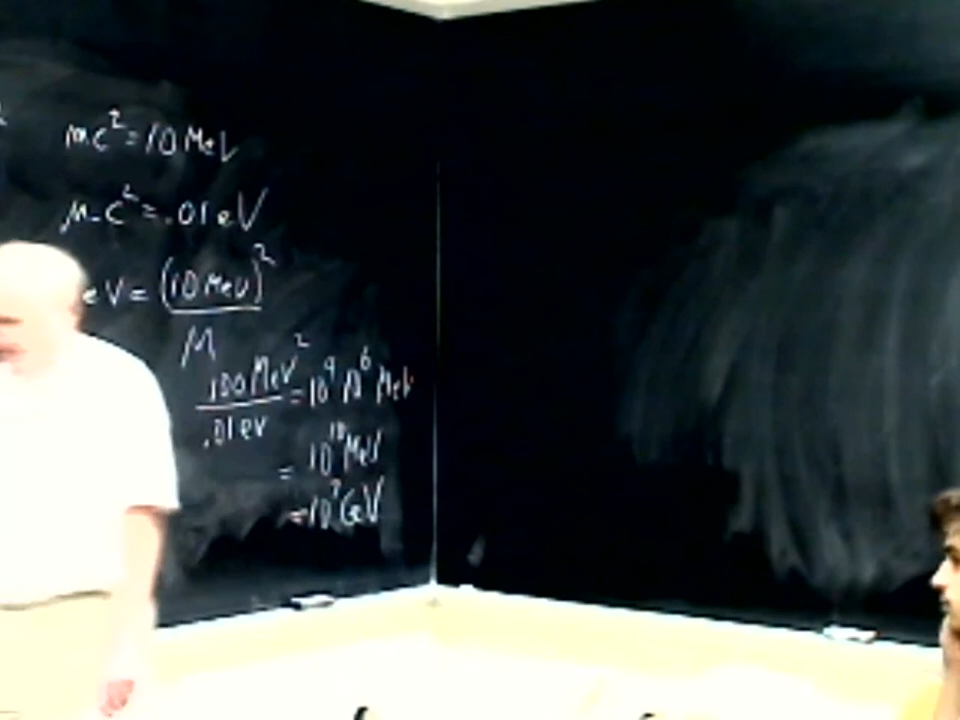 2
mc² = 10 MeV
μc² = .01 eV
eV = (10 MeV)²
M
100 MeV² = 10⁴ 10⁶ MeV
.01 eV
= 10¹⁰ MeV
= 10⁷ GeV